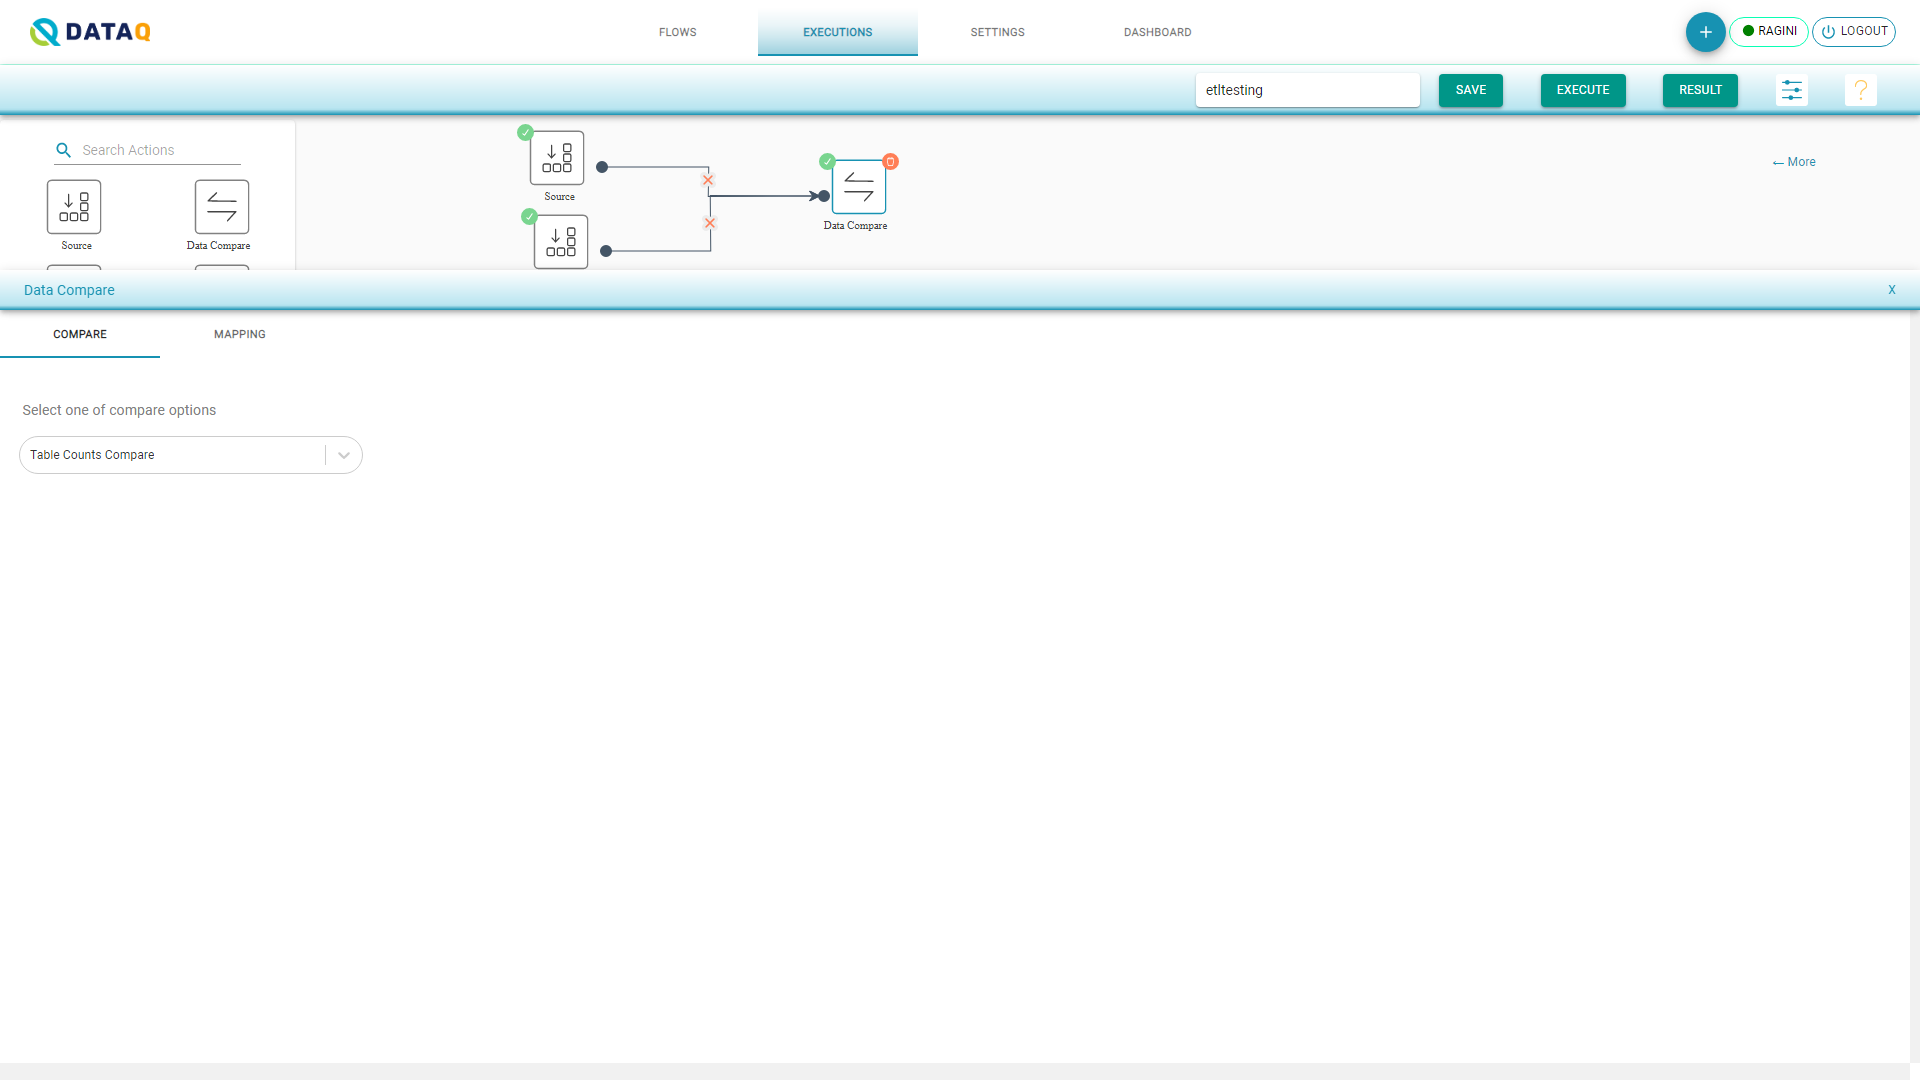 DATAQ
FLOWS
EXECUTIONS
SETTINGS
DASHBOARD
+
RAGINI
LOGOUT
etltesting
SAVE
EXECUTE
RESULT
?
Search Actions
Source
Data Compare
Source
Data Compare
← More
Data Compare
X
COMPARE
MAPPING
Select one of compare options
Table Counts Compare